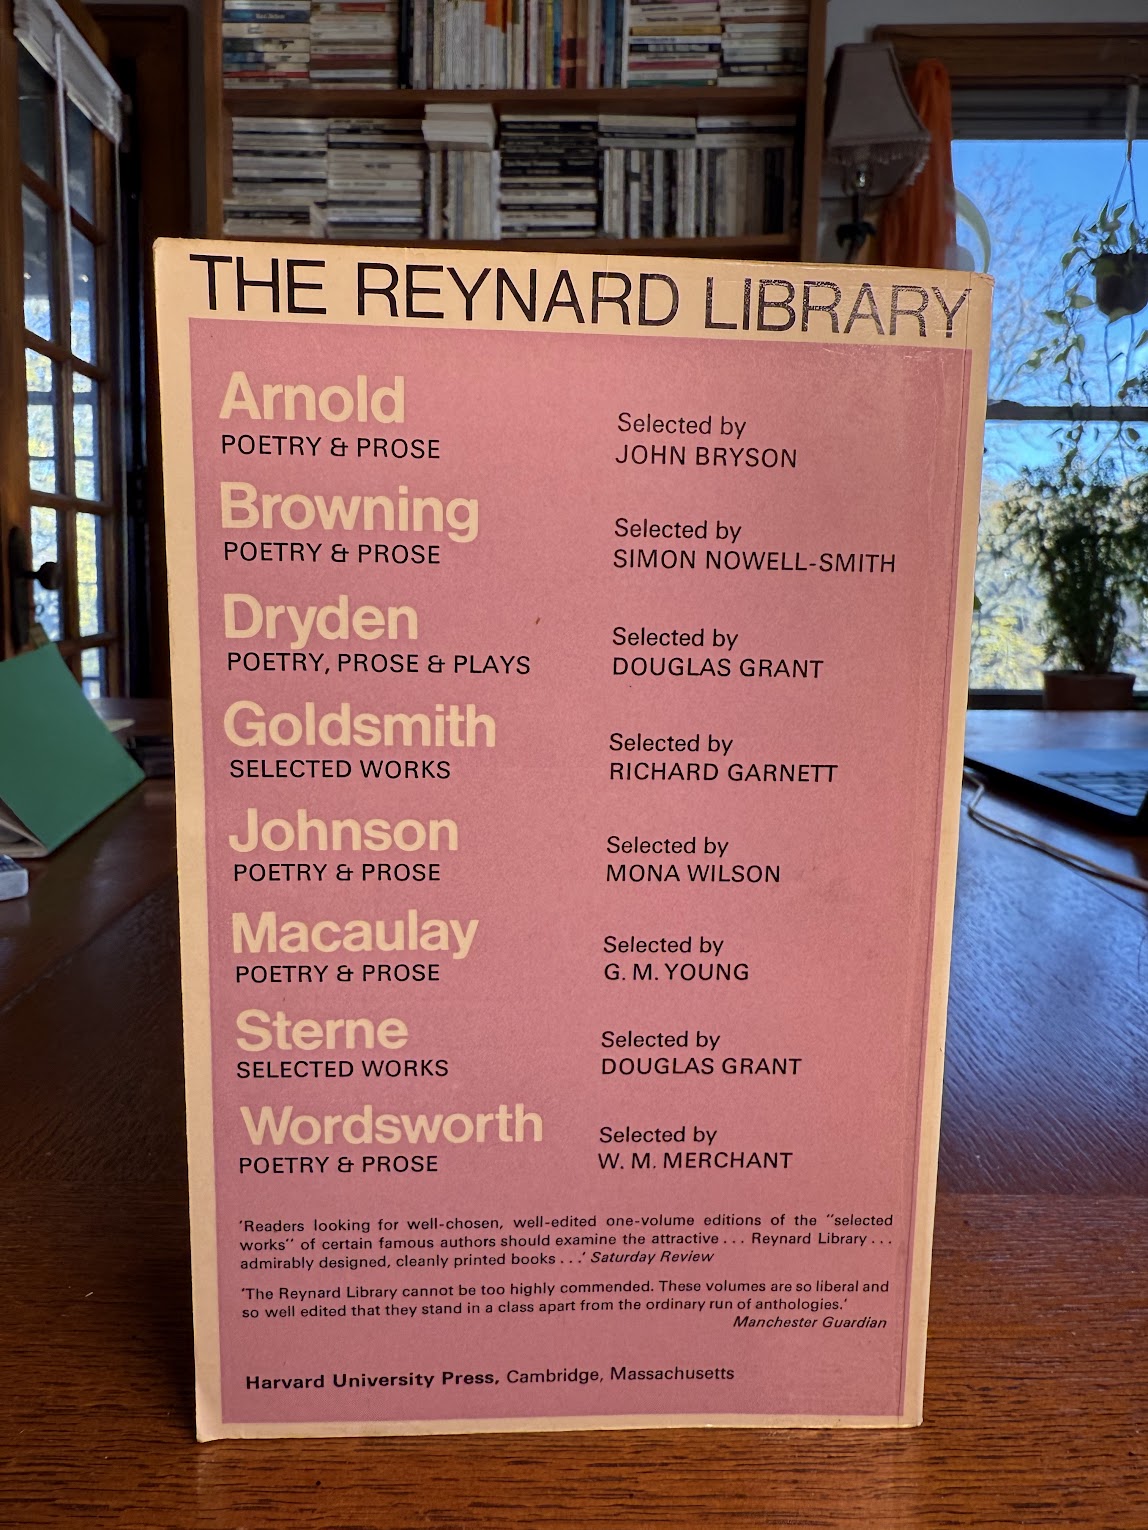 THE REYNARD LIBRARY
Arnold
POETRY & PROSE
Selected by
JOHN BRYSON
Browning
POETRY & PROSE
Selected by
SIMON NOWELL-SMITH
Dryden
POETRY, PROSE & PLAYS
Selected by
DOUGLAS GRANT
Goldsmith
SELECTED WORKS
Selected by
RICHARD GARNETT
Johnson
POETRY & PROSE
Selected by
MONA WILSON
Macaulay
POETRY & PROSE
Selected by
G. M. YOUNG
Sterne
SELECTED WORKS
Selected by
DOUGLAS GRANT
Wordsworth
POETRY & PROSE
Selected by
W. M. MERCHANT
'Readers looking for well-chosen, well-edited one-volume editions of the "selected
works" of certain famous authors should examine the attractive . . . Reynard Library . . .
admirably designed, cleanly printed books . . .' Saturday Review
'The Reynard Library cannot be too highly commended. These volumes are so liberal and
so well edited that they stand in a class apart from the ordinary run of anthologies.'
Manchester Guardian
Harvard University Press, Cambridge, Massachusetts